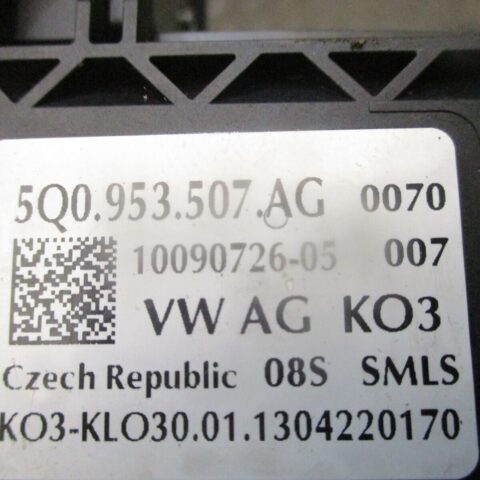 5Q0.953.507.AG 0070
10090726-05 007
VW AG KO3
Czech Republic 08S SMLS
KO3-KLO30.01.1304220170